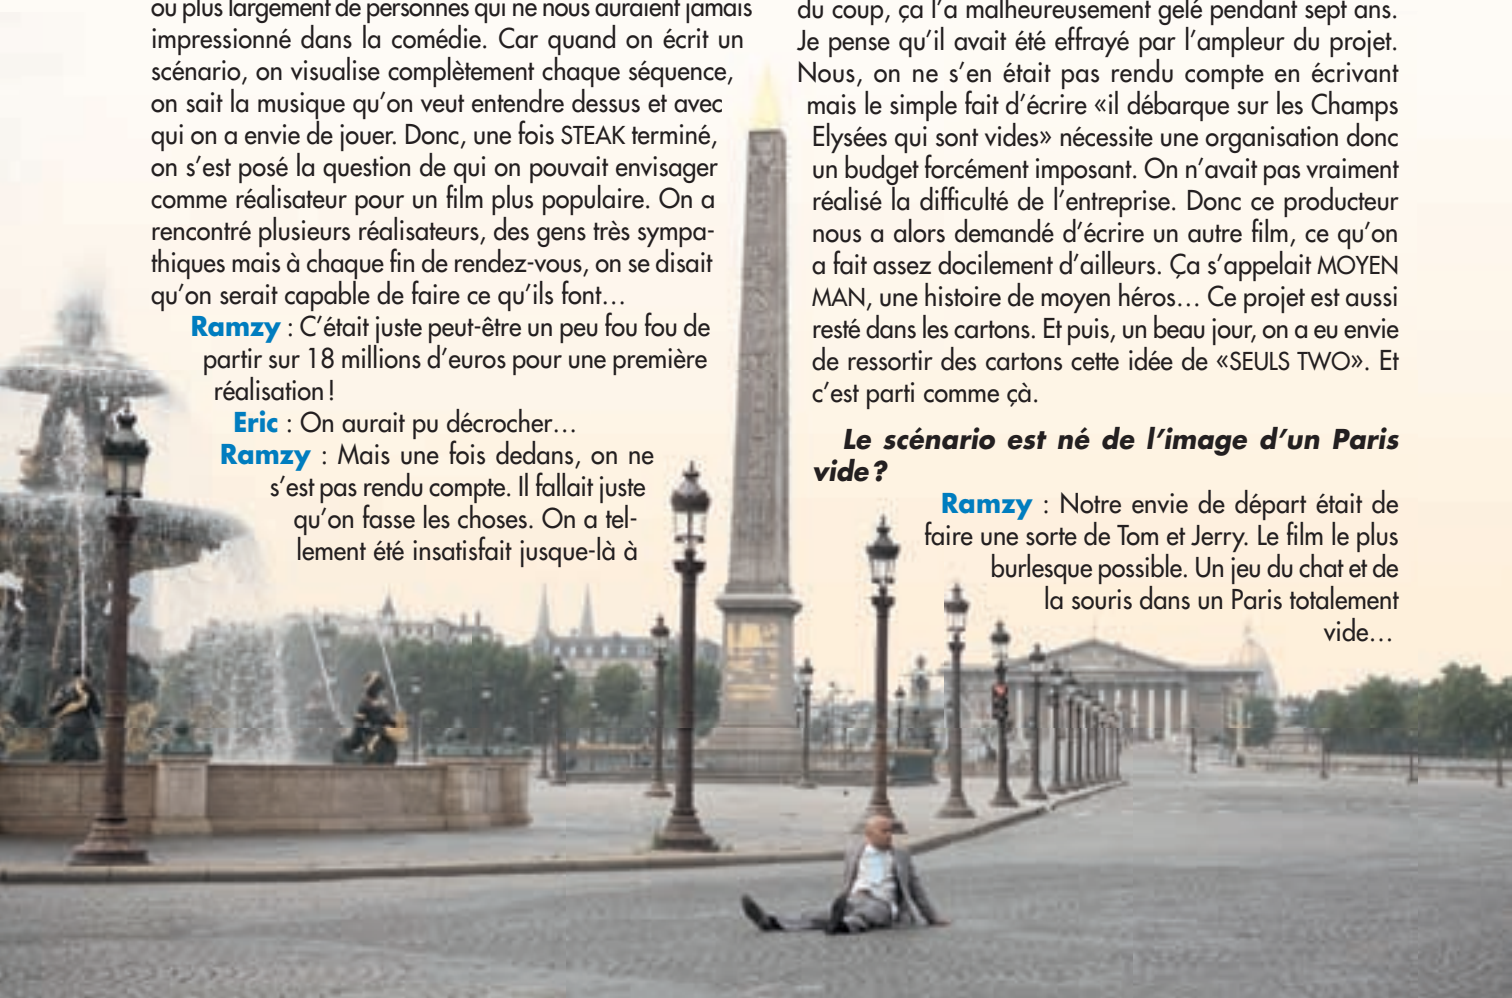 ou plus largement de personnes qui ne nous auraient jamais
impressionné dans la comédie. Car quand on écrit un
scénario, on visualise complètement chaque séquence,
on sait la musique qu'on veut entendre dessus et avec
qui on a envie de jouer. Donc, une fois STEAK terminé,
on s'est posé la question de qui on pouvait envisager
comme réalisateur pour un film plus populaire. On a
rencontré plusieurs réalisateurs, des gens très sympa-
thiques mais à chaque fin de rendez-vous, on se disait
qu'on serait capable de faire ce qu'ils font…
Ramzy : C'était juste peut-être un peu fou fou de
partir sur 18 millions d'euros pour une première
réalisation !
Eric : On aurait pu décrocher…
Ramzy : Mais une fois dedans, on ne
s'est pas rendu compte. Il fallait juste
qu'on fasse les choses. On a tel-
lement été insatisfait jusque-là à
du coup, ça l'a malheureusement gelé pendant sept ans.
Je pense qu'il avait été effrayé par l'ampleur du projet.
Nous, on ne s'en était pas rendu compte en écrivant
mais le simple fait d'écrire «il débarque sur les Champs
Elysées qui sont vides» nécessite une organisation donc
un budget forcément imposant. On n'avait pas vraiment
réalisé la difficulté de l'entreprise. Donc ce producteur
nous a alors demandé d'écrire un autre film, ce qu'on
a fait assez docilement d'ailleurs. Ça s'appelait MOYEN
MAN, une histoire de moyen héros… Ce projet est aussi
resté dans les cartons. Et puis, un beau jour, on a eu envie
de ressortir des cartons cette idée de «SEULS TWO». Et
c'est parti comme çà.
Le scénario est né de l'image d'un Paris
vide ?
Ramzy : Notre envie de départ était de
faire une sorte de Tom et Jerry. Le film le plus
burlesque possible. Un jeu du chat et de
la souris dans un Paris totalement
vide…